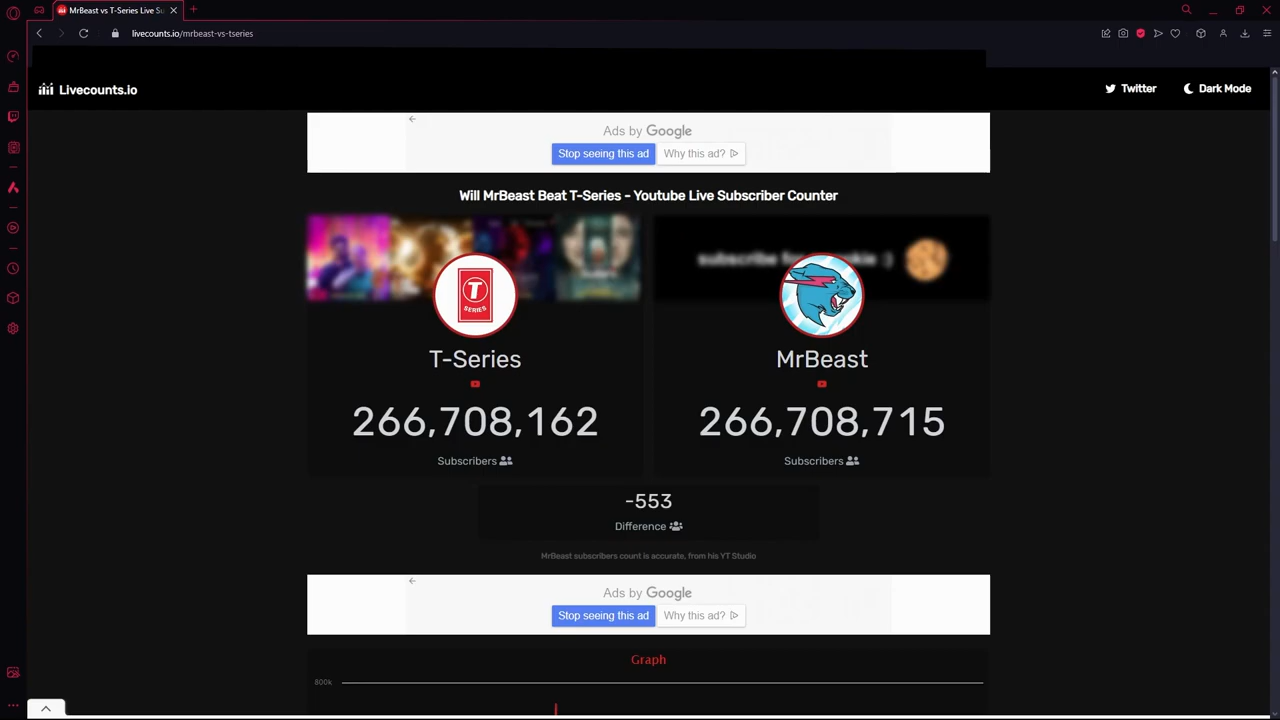 MrBeast vs T-Series Live Su
livecounts.io/mrbeast-vs-tseries
Livecounts.io
Twitter
Dark Mode
Ads by Google
Stop seeing this ad
Why this ad?
Will MrBeast Beat T-Series - Youtube Live Subscriber Counter
T
SERIES
subscribe for
:)
T-Series
MrBeast
266,708,162
266,708,715
Subscribers
Subscribers
-553
Difference
MrBeast subscribers count is accurate, from his YT Studio
Ads by Google
Stop seeing this ad
Why this ad?
Graph
800k